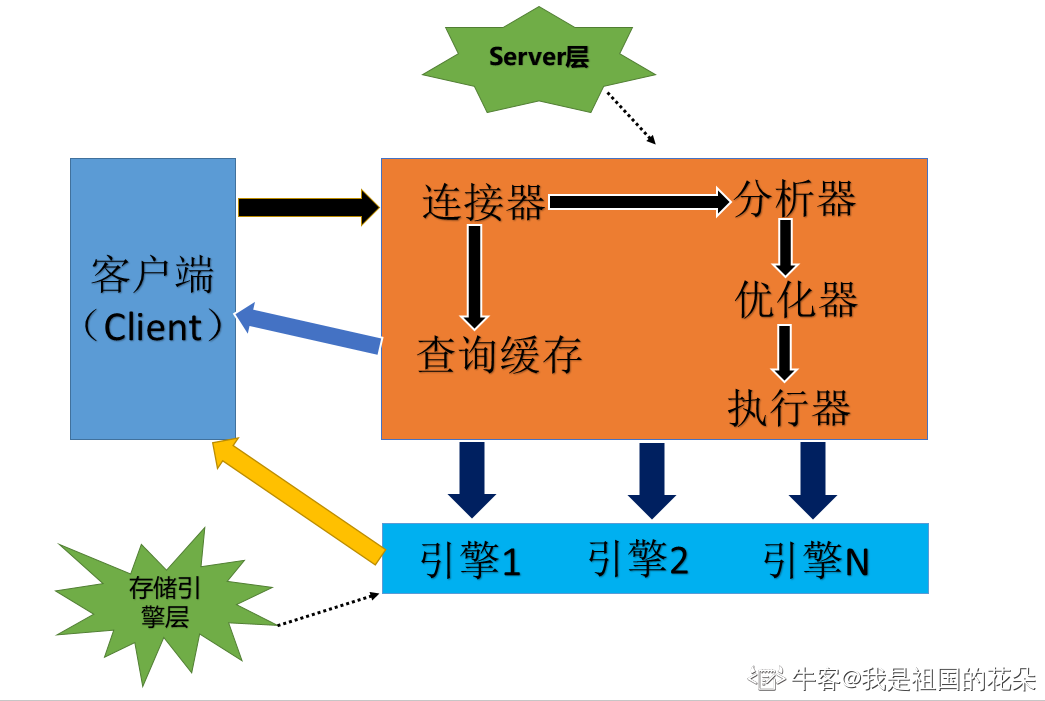 Server层
连接器
分析器
客户端
（Client）
优化器
查询缓存
执行器
引擎1
引擎2
引擎N
存储引
擎层
牛客@我是祖国的花朵